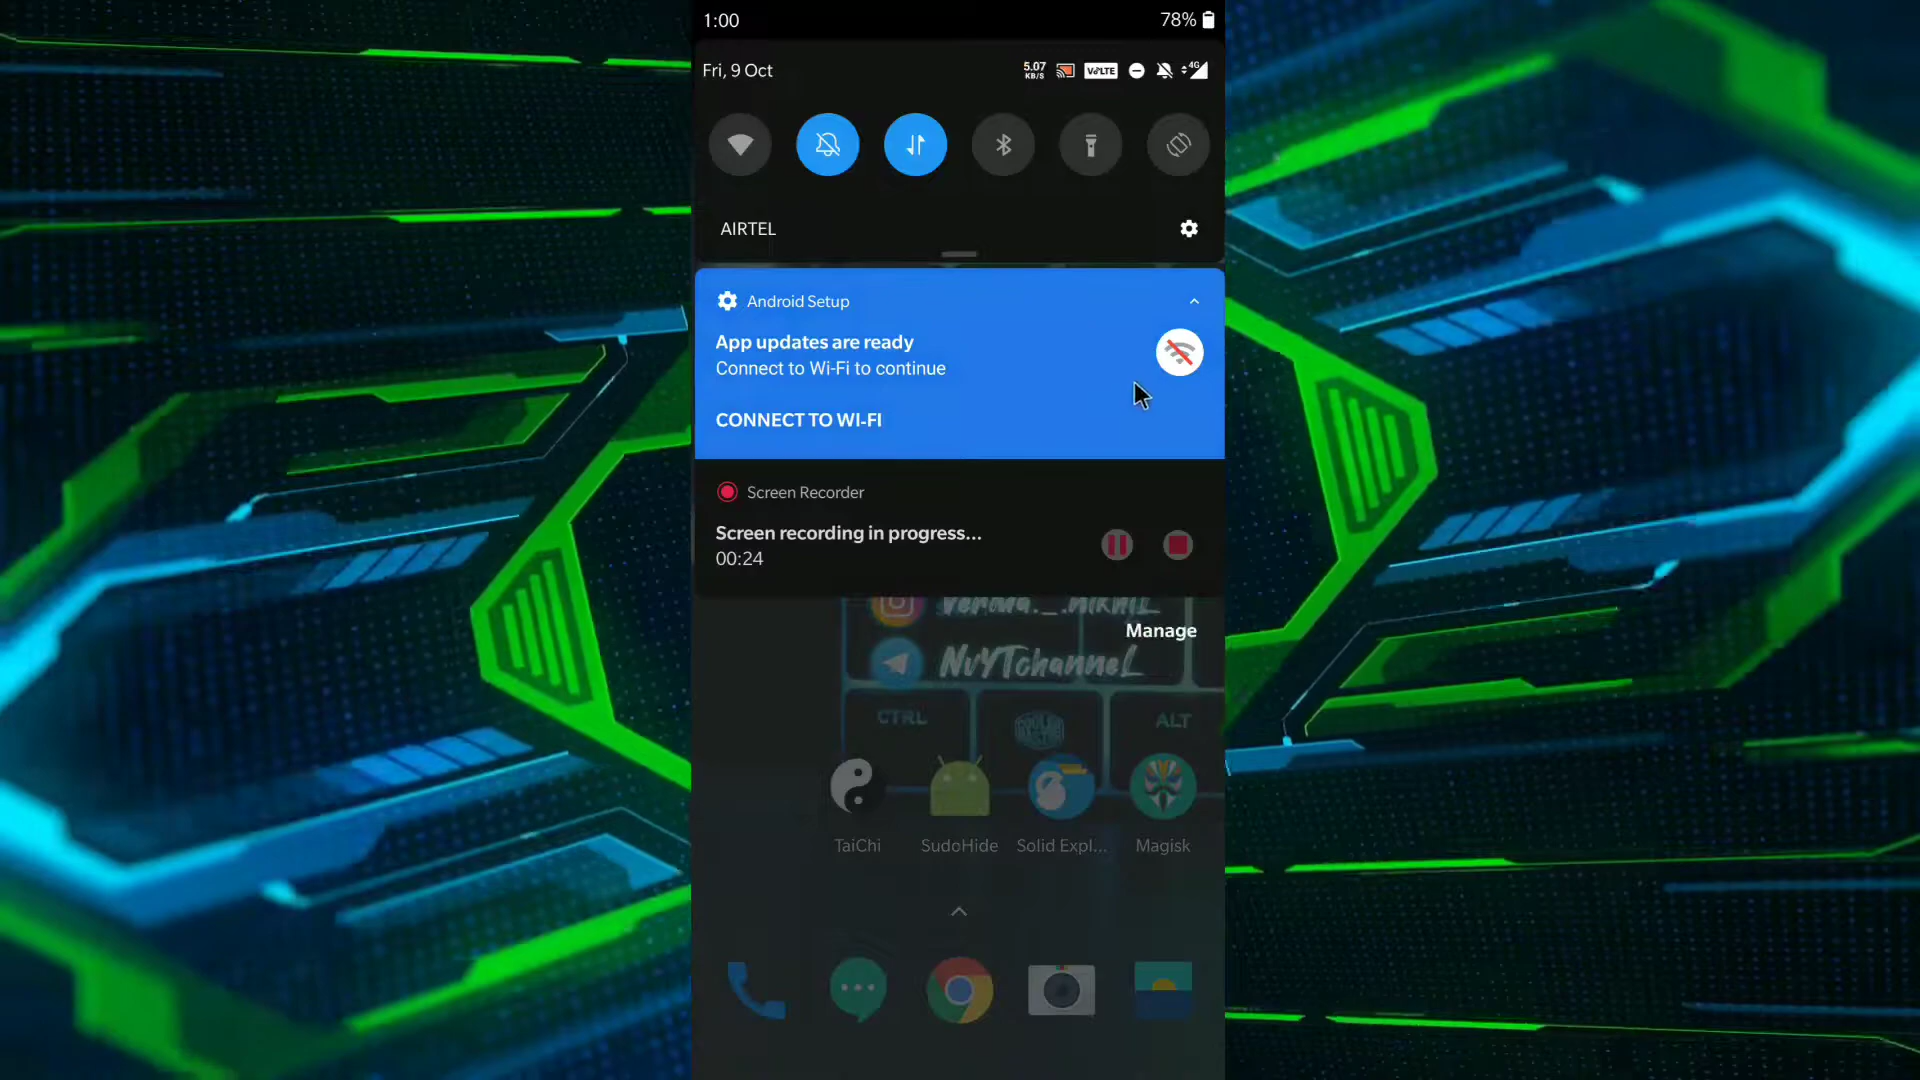 1:00
78%
Fri, 9 Oct
5.07
KB/S
VoLTE
4G
AIRTEL
Android Setup
App updates are ready
Connect to Wi-Fi to continue
CONNECT TO WI-FI
Screen Recorder
Screen recording in progress...
00:24
Manage
NvYTchanneL
CTRL
ALT
TaiChi
SudoHide
Solid Expl...
Magisk